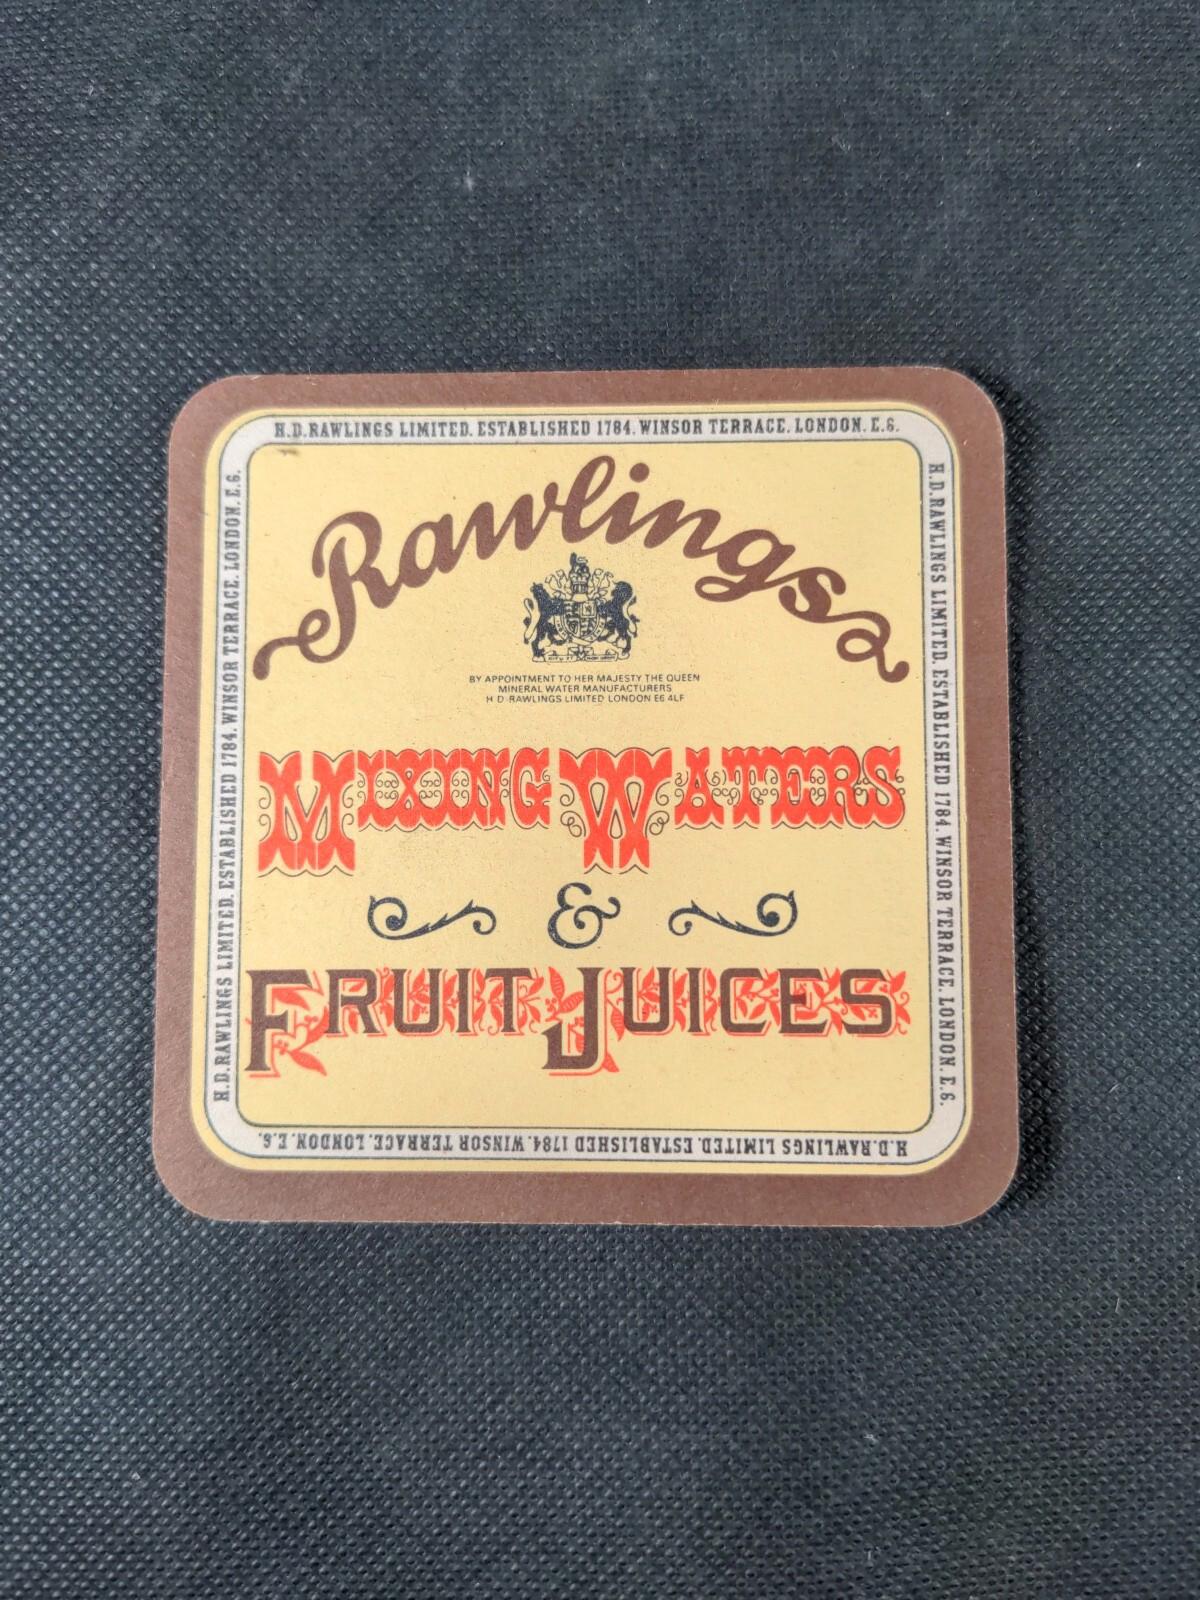 H.D.RAWLINGS LIMITED. ESTABLISHED 1784. WINSOR TERRACE. LONDON. E.6.
Rawlings
BY APPOINTMENT TO HER MAJESTY THE QUEEN
MINERAL WATER MANUFACTURERS
H D RAWLINGS LIMITED LONDON E6 4LF
MIXING WATERS
&
FRUIT JUICES
H.D.RAWLINGS LIMITED. ESTABLISHED 1784. WINSOR TERRACE. LONDON. E.6.
H.D.RAWLINGS LIMITED. ESTABLISHED 1784. WINSOR TERRACE. LONDON. E.6.
H.D.RAWLINGS LIMITED. ESTABLISHED 1784. WINSOR TERRACE. LONDON. E.6.